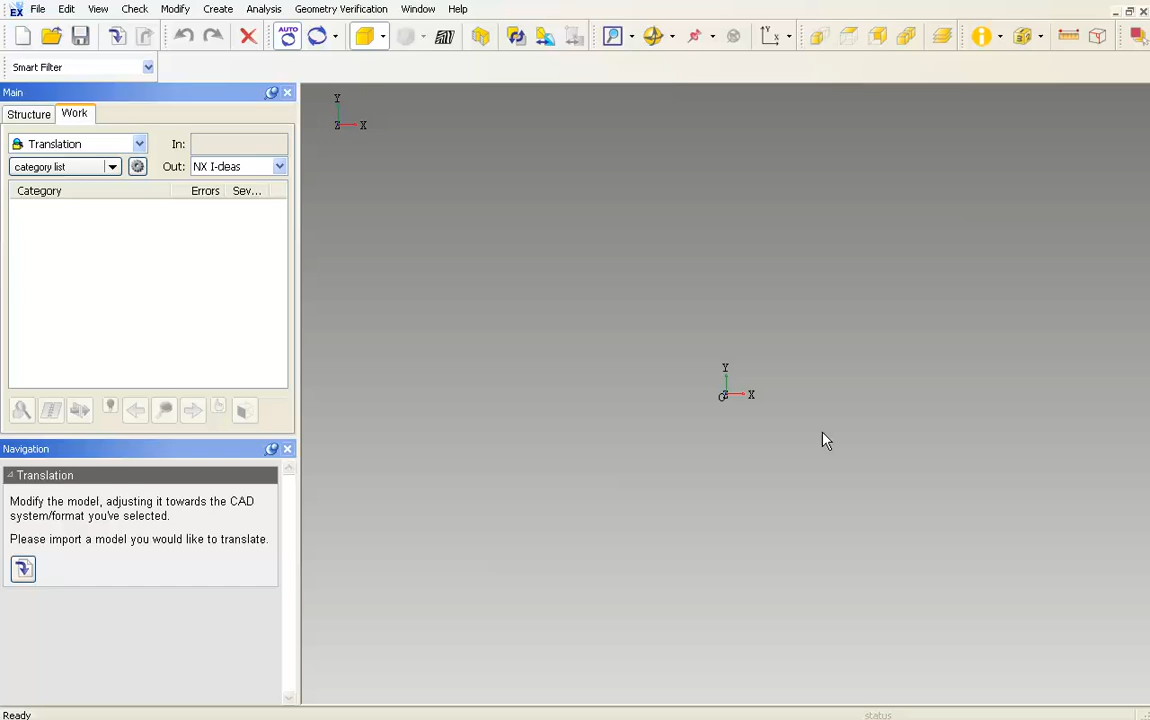 EX File Edit View Check Modify Create Analysis Geometry Verification Window Help
AUTO Y X
Smart Filter
Main
Structure Work
Translation In:
category list Out: NX I-deas
Category Errors Sev...
Navigation
Translation
Modify the model, adjusting it towards the CAD
system/format you've selected.
Please import a model you would like to translate.
Y
Z X
Y
G Z X
Ready status